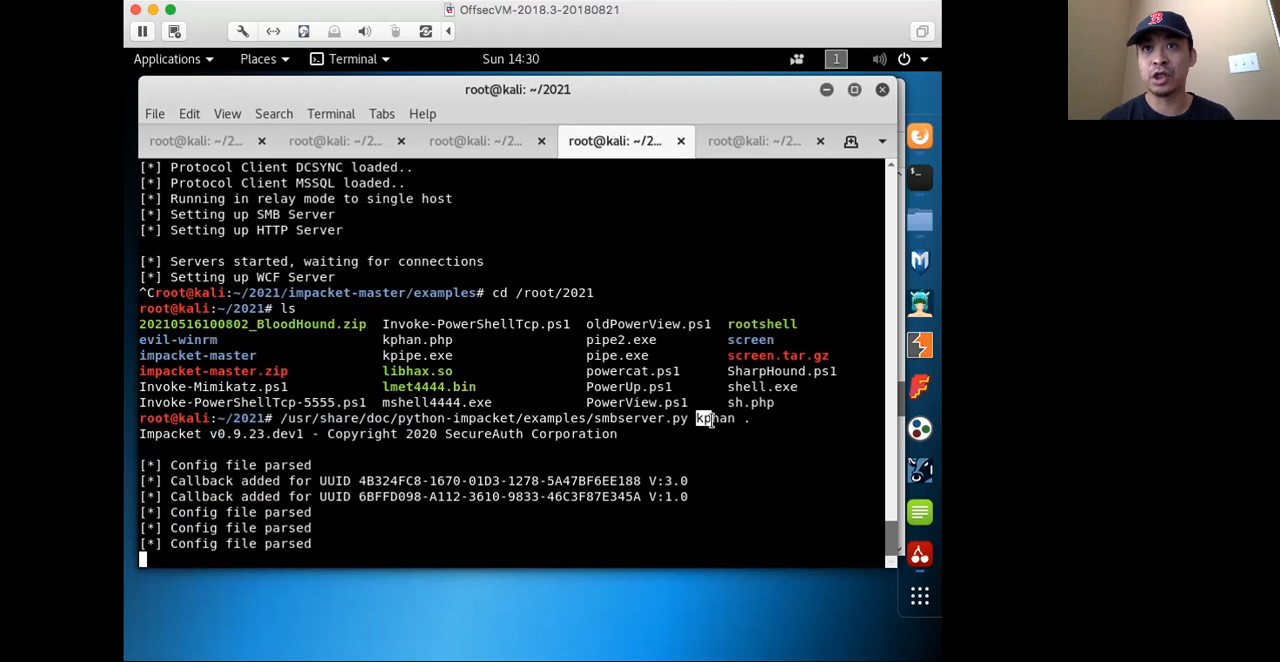 OffsecVM-2018.3-20180821
Applications Places Terminal Sun 14:30 1
root@kali: ~/2021
File Edit View Search Terminal Tabs Help
root@kali: ~/2... root@kali: ~/2... root@kali: ~/2... root@kali: ~/2... root@kali: ~/2...
[*] Protocol Client DCSYNC loaded..
[*] Protocol Client MSSQL loaded..
[*] Running in relay mode to single host
[*] Setting up SMB Server
[*] Setting up HTTP Server
[*] Servers started, waiting for connections
[*] Setting up WCF Server
^Croot@kali:~/2021/impacket-master/examples# cd /root/2021
root@kali:~/2021# ls
20210516100802_BloodHound.zip Invoke-PowerShellTcp.ps1 oldPowerView.ps1 rootshell
evil-winrm kphan.php pipe2.exe screen
impacket-master kpipe.exe pipe.exe screen.tar.gz
impacket-master.zip libhax.so powercat.ps1 SharpHound.ps1
Invoke-Mimikatz.ps1 lmet4444.bin PowerUp.ps1 shell.exe
Invoke-PowerShellTcp-5555.ps1 mshell4444.exe PowerView.ps1 sh.php
root@kali:~/2021# /usr/share/doc/python-impacket/examples/smbserver.py kphan .
Impacket v0.9.23.dev1 - Copyright 2020 SecureAuth Corporation
[*] Config file parsed
[*] Callback added for UUID 4B324FC8-1670-01D3-1278-5A47BF6EE188 V:3.0
[*] Callback added for UUID 6BFFD098-A112-3610-9833-46C3F87E345A V:1.0
[*] Config file parsed
[*] Config file parsed
[*] Config file parsed